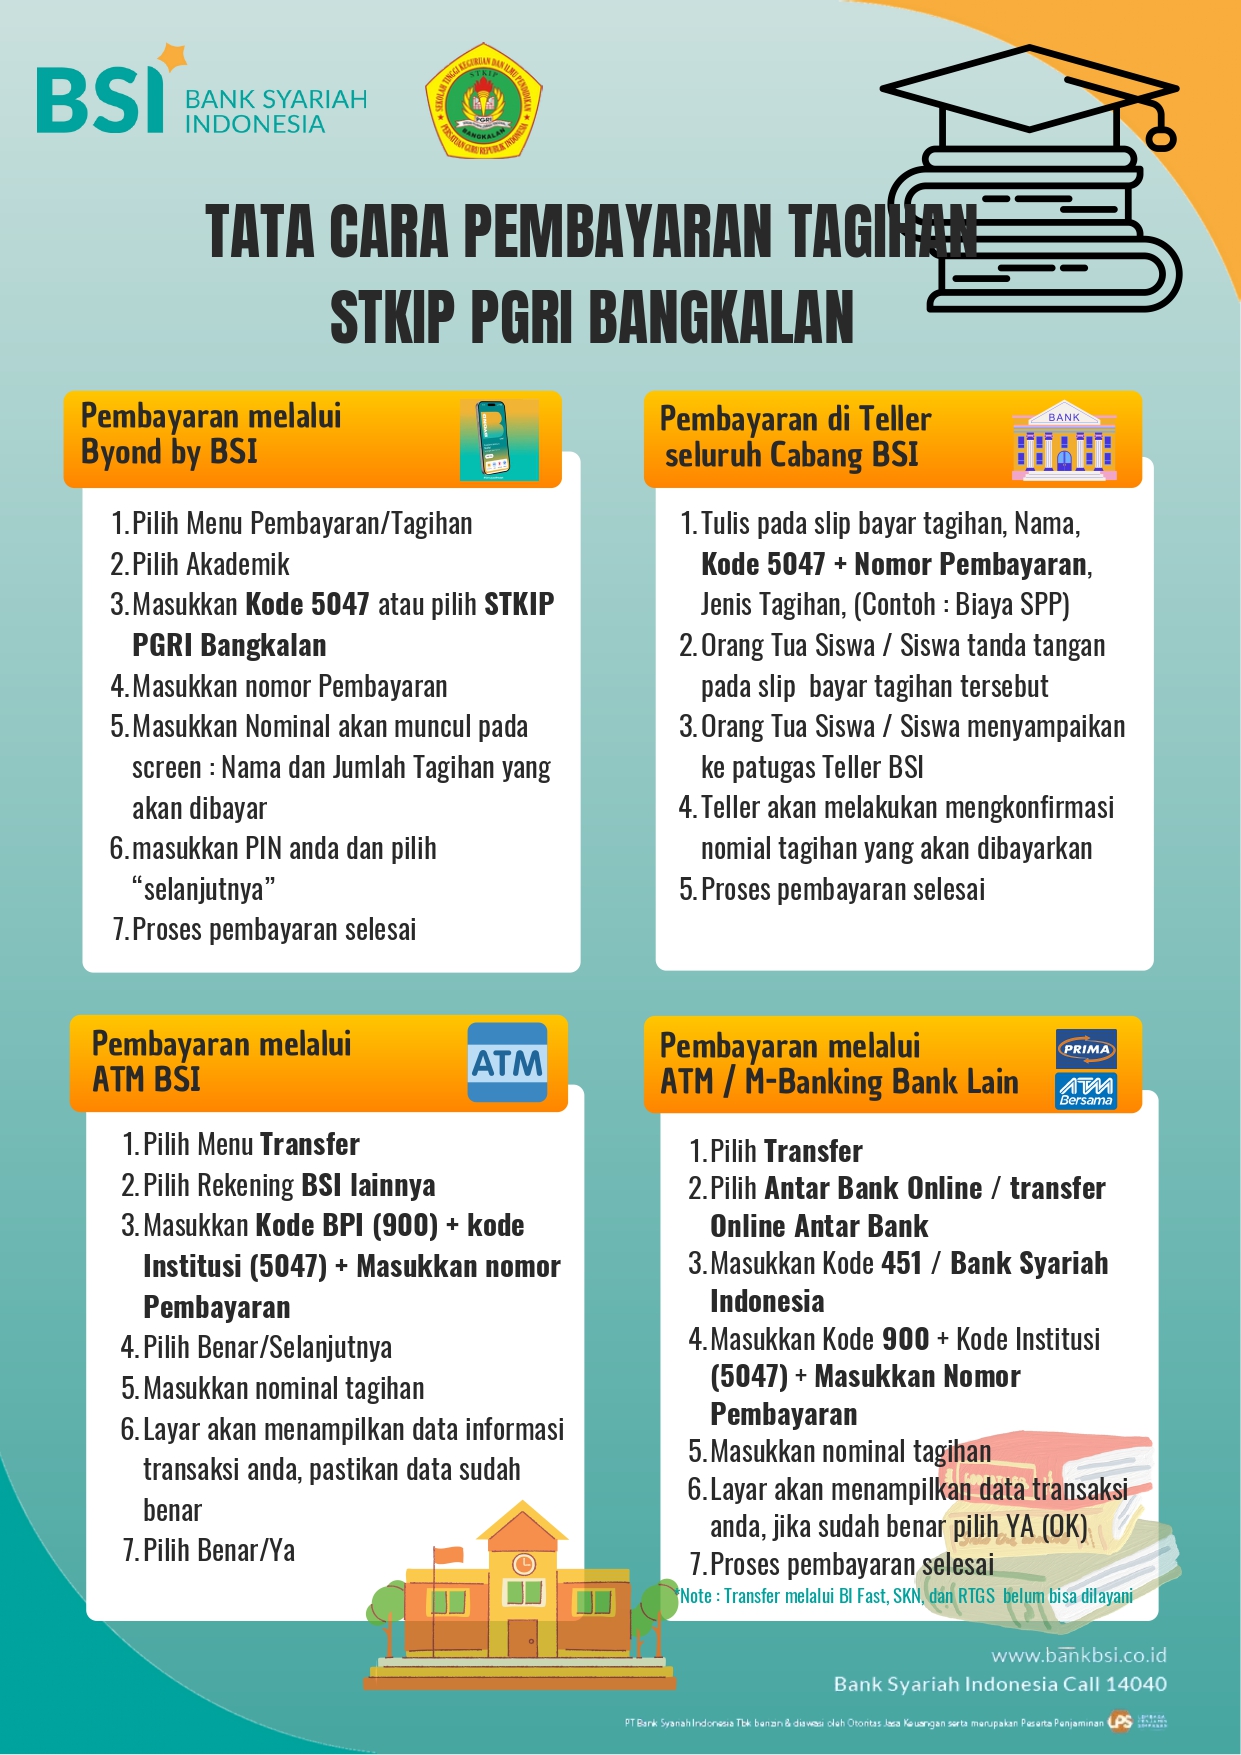 BSI BANK SYARIAH
INDONESIA
SEKOLAH TINGGI KEGURUAN DAN ILMU PENDIDIKAN
STKIP
PGRI
BANGKALAN
PERSATUAN GURU REPUBLIK INDONESIA
TATA CARA PEMBAYARAN TAGIHAN
STKIP PGRI BANGKALAN
Pembayaran melalui
Byond by BSI
1. Pilih Menu Pembayaran/Tagihan
2. Pilih Akademik
3. Masukkan Kode 5047 atau pilih STKIP
PGRI Bangkalan
4. Masukkan nomor Pembayaran
5. Masukkan Nominal akan muncul pada
screen : Nama dan Jumlah Tagihan yang
akan dibayar
6. masukkan PIN anda dan pilih
“selanjutnya”
7. Proses pembayaran selesai
Pembayaran di Teller
seluruh Cabang BSI
BANK
1. Tulis pada slip bayar tagihan, Nama,
Kode 5047 + Nomor Pembayaran,
Jenis Tagihan, (Contoh : Biaya SPP)
2. Orang Tua Siswa / Siswa tanda tangan
pada slip bayar tagihan tersebut
3. Orang Tua Siswa / Siswa menyampaikan
ke patugas Teller BSI
4. Teller akan melakukan mengkonfirmasi
nomial tagihan yang akan dibayarkan
5. Proses pembayaran selesai
Pembayaran melalui
ATM BSI
ATM
1. Pilih Menu Transfer
2. Pilih Rekening BSI lainnya
3. Masukkan Kode BPI (900) + kode
Institusi (5047) + Masukkan nomor
Pembayaran
4. Pilih Benar/Selanjutnya
5. Masukkan nominal tagihan
6. Layar akan menampilkan data informasi
transaksi anda, pastikan data sudah
benar
7. Pilih Benar/Ya
Pembayaran melalui
ATM / M-Banking Bank Lain
PRIMA
ATM
Bersama
1. Pilih Transfer
2. Pilih Antar Bank Online / transfer
Online Antar Bank
3. Masukkan Kode 451 / Bank Syariah
Indonesia
4. Masukkan Kode 900 + Kode Institusi
(5047) + Masukkan Nomor
Pembayaran
5. Masukkan nominal tagihan
6. Layar akan menampilkan data transaksi
anda, jika sudah benar pilih YA (OK)
7. Proses pembayaran selesai
*Note : Transfer melalui BI Fast, SKN, dan RTGS belum bisa dilayani
www.bankbsi.co.id
Bank Syariah Indonesia Call 14040
PT Bank Syariah Indonesia Tbk berizin & diawasi oleh Otoritas Jasa Keuangan serta merupakan Peserta Penjaminan LPS